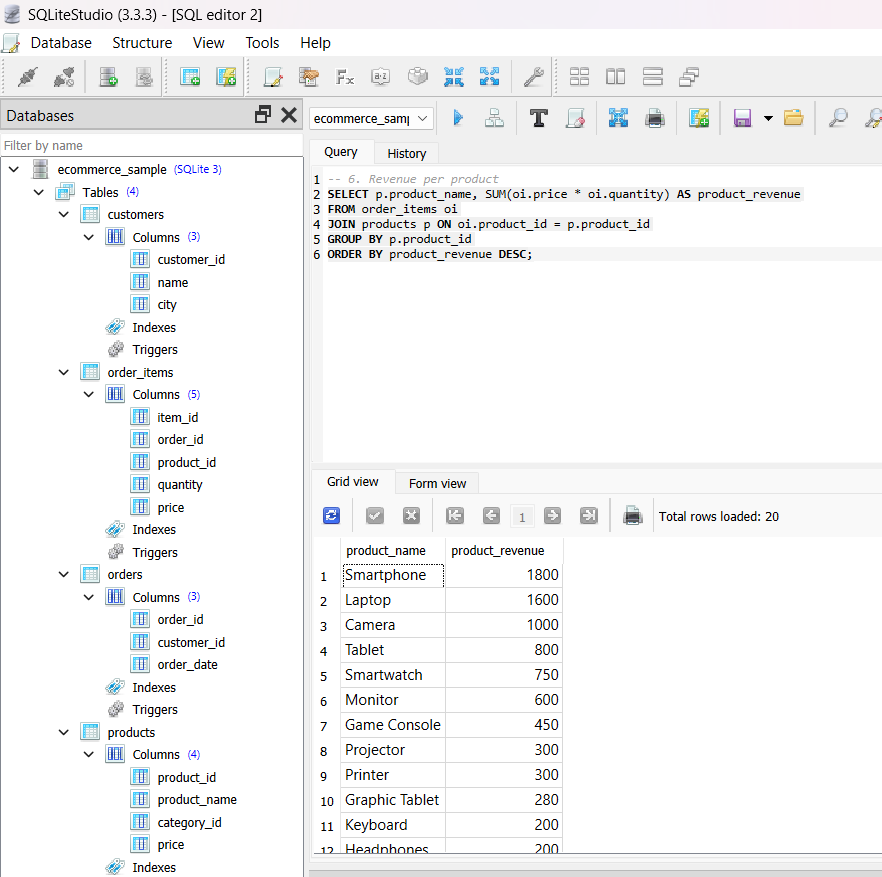 SQLiteStudio (3.3.3) - [SQL editor 2]
Database Structure View Tools Help
Databases
Filter by name
ecommerce_sample (SQLite 3)
Tables (4)
customers
Columns (3)
customer_id
name
city
Indexes
Triggers
order_items
Columns (5)
item_id
order_id
product_id
quantity
price
Indexes
Triggers
orders
Columns (3)
order_id
customer_id
order_date
Indexes
Triggers
products
Columns (4)
product_id
product_name
category_id
price
Indexes
ecommerce_samp
Query History
1 -- 6. Revenue per product
2 SELECT p.product_name, SUM(oi.price * oi.quantity) AS product_revenue
3 FROM order_items oi
4 JOIN products p ON oi.product_id = p.product_id
5 GROUP BY p.product_id
6 ORDER BY product_revenue DESC;
Grid view Form view
1 Total rows loaded: 20
product_name product_revenue
1 Smartphone 1800
2 Laptop 1600
3 Camera 1000
4 Tablet 800
5 Smartwatch 750
6 Monitor 600
7 Game Console 450
8 Projector 300
9 Printer 300
10 Graphic Tablet 280
11 Keyboard 200
12 Headphones 200